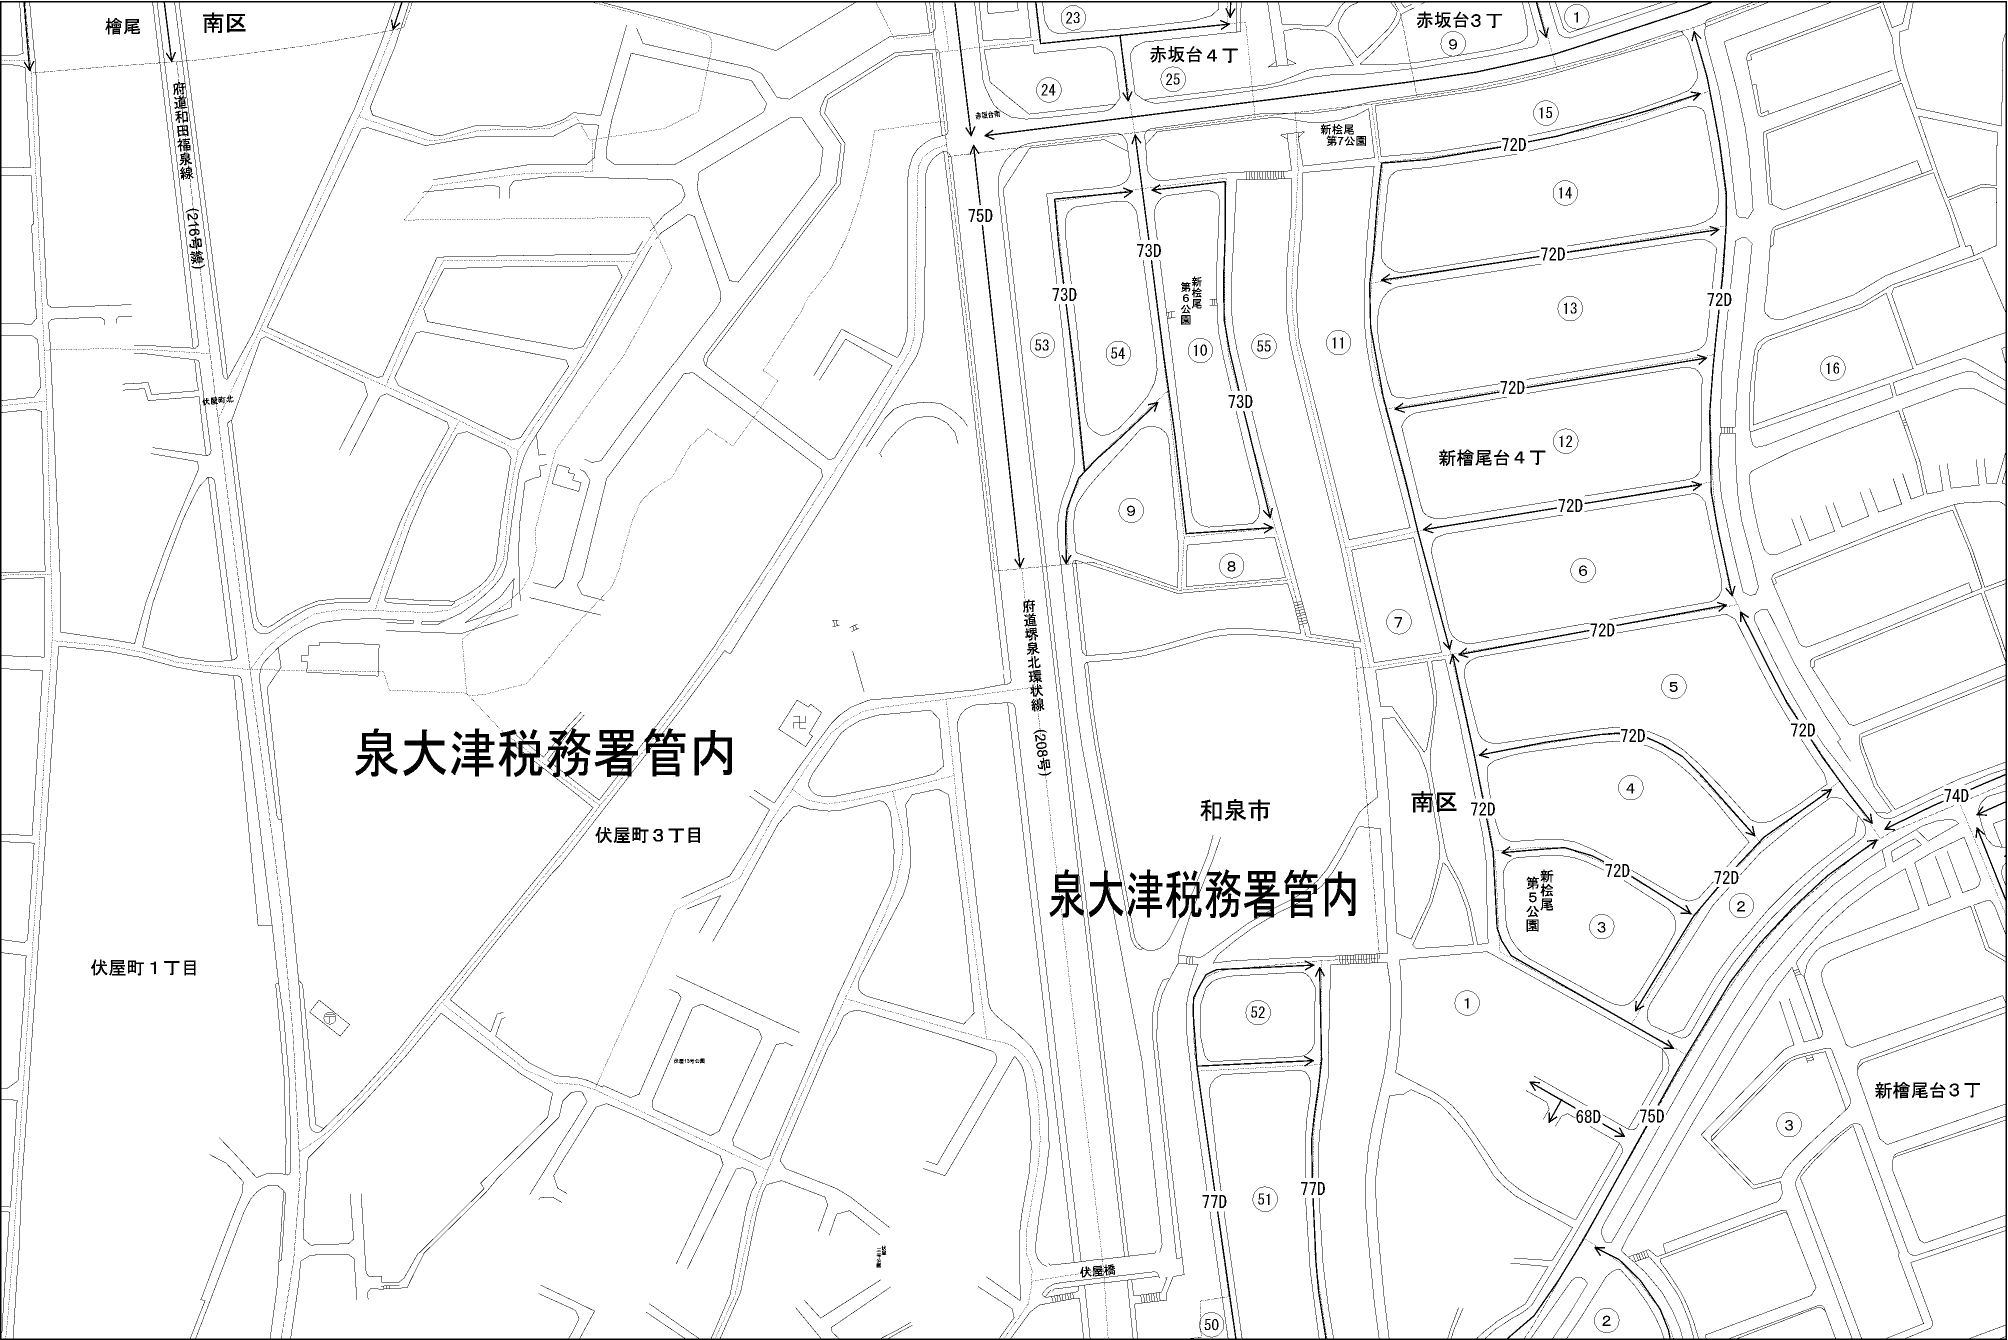 檜尾
南区
府道和田福泉線
(216号線)
伏屋町北
23
赤坂台4丁
25
24
赤坂台3丁
9
1
15
新桧尾
第7公園
72D
14
72D
13
72D
72D
12
新檜尾台4丁
72D
6
72D
16
75D
73D
73D
新桧尾
第6公園
53
54
10
55
11
73D
9
8
7
5
府道堺泉北環状線
(208号)
72D
72D
4
72D
南区
72D
72D
新桧尾
第5公園
3
2
74D
泉大津税務署管内
伏屋町3丁目
和泉市
泉大津税務署管内
伏屋町1丁目
伏屋13号公園
52
1
68D
75D
新檜尾台3丁
3
77D
77D
51
伏屋橋
50
2